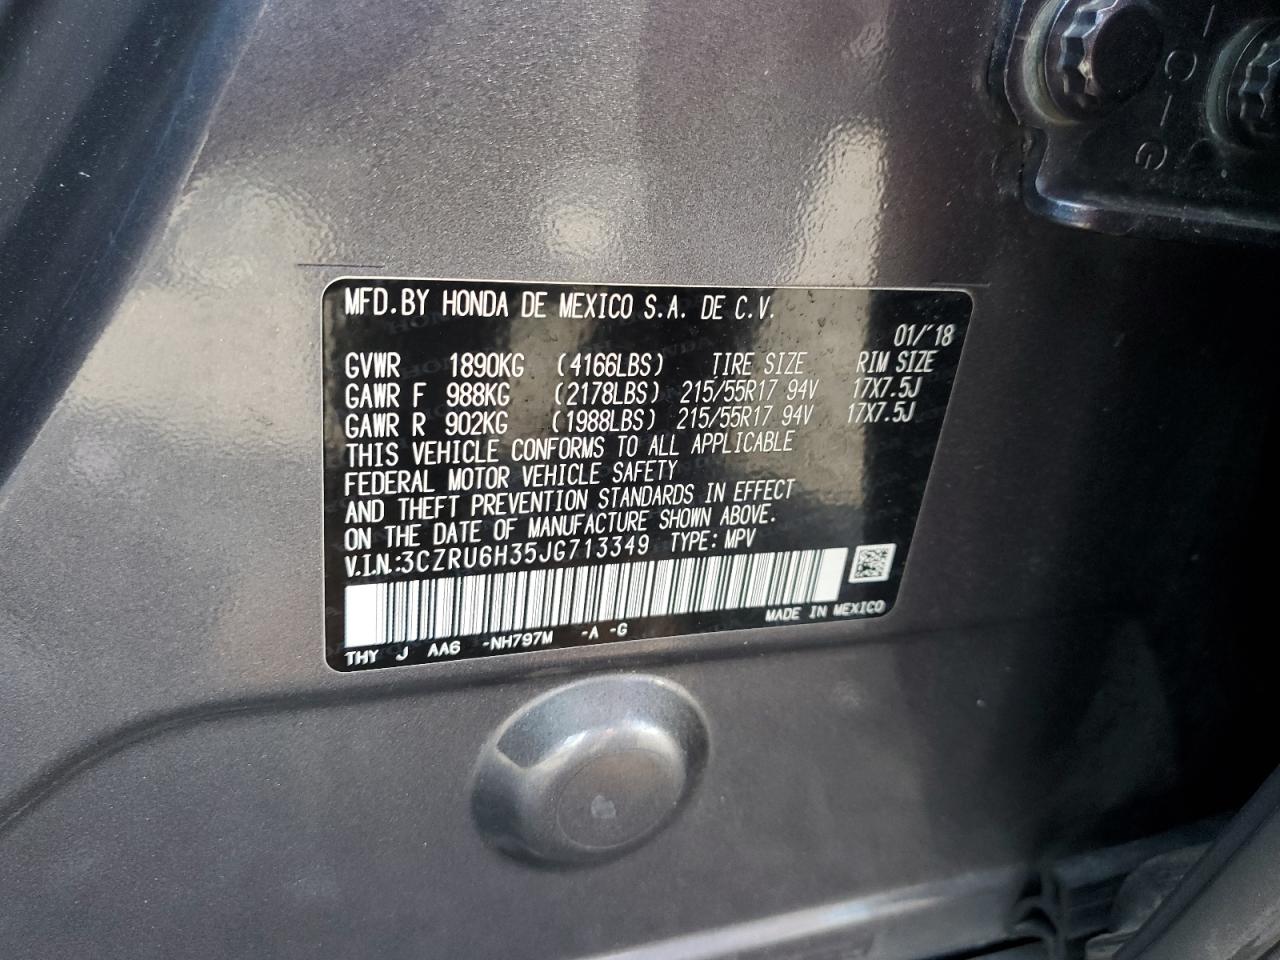 MFD.BY HONDA DE MEXICO S.A. DE C.V.
01/'18
GVWR 1890KG (4166LBS) TIRE SIZE RIM SIZE
GAWR F 988KG (2178LBS) 215/55R17 94V 17X7.5J
GAWR R 902KG (1988LBS) 215/55R17 94V 17X7.5J
THIS VEHICLE CONFORMS TO ALL APPLICABLE
FEDERAL MOTOR VEHICLE SAFETY
AND THEFT PREVENTION STANDARDS IN EFFECT
ON THE DATE OF MANUFACTURE SHOWN ABOVE.
V.I.N.:3CZRU6H35JG713349 TYPE: MPV
MADE IN MEXICO
THY J AA6 -NH797M -A -G